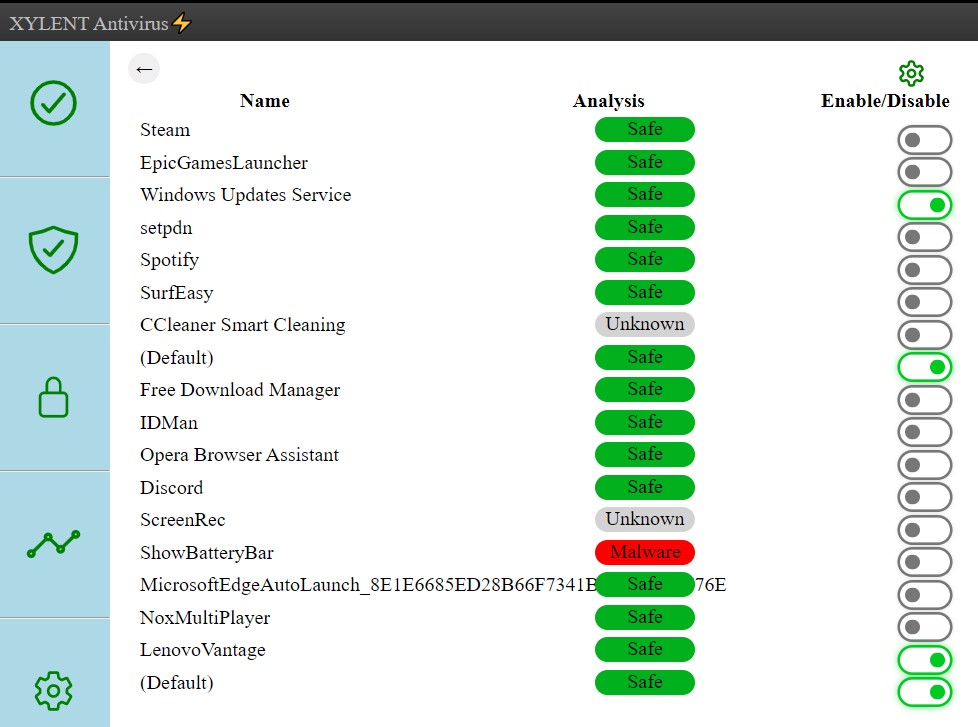 XYLENT Antivirus⚡
←
Name Analysis Enable/Disable
Steam Safe
EpicGamesLauncher Safe
Windows Updates Service Safe
setpdn Safe
Spotify Safe
SurfEasy Safe
CCleaner Smart Cleaning Unknown
(Default) Safe
Free Download Manager Safe
IDMan Safe
Opera Browser Assistant Safe
Discord Safe
ScreenRec Unknown
ShowBatteryBar Malware
MicrosoftEdgeAutoLaunch_8E1E6685ED28B66F7341B Safe 76E
NoxMultiPlayer Safe
LenovoVantage Safe
(Default) Safe